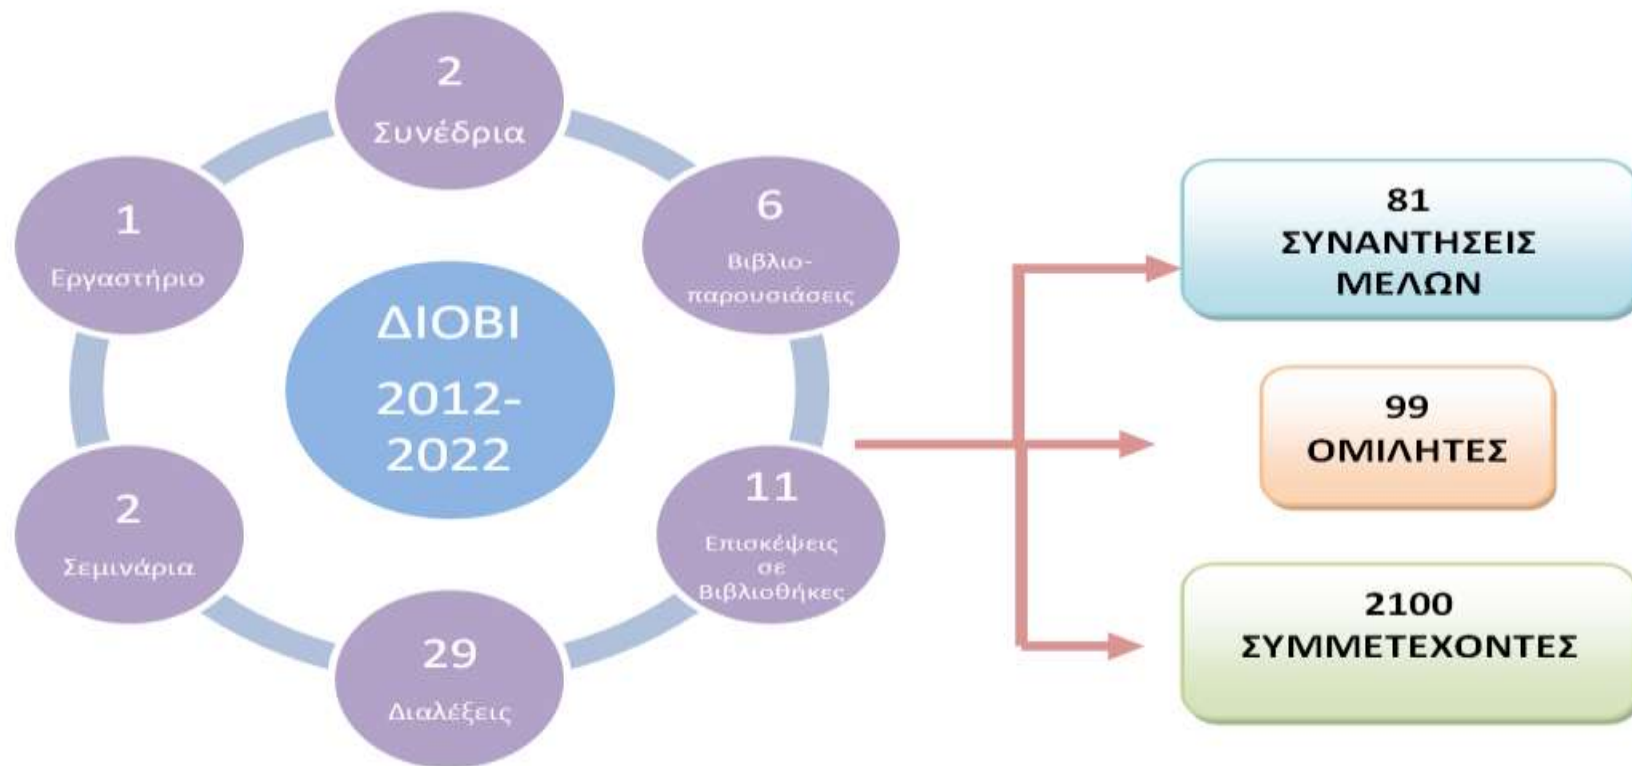 2
Συνέδρια
6
Βιβλιο-
παρουσιάσεις
11
Επισκέψεις
σε
Βιβλιοθήκες
29
Διαλέξεις
2
Σεμινάρια
1
Εργαστήριο
ΔΙΟΒΙ
2012-
2022
81
ΣΥΝΑΝΤΗΣΕΙΣ
ΜΕΛΩΝ
99
ΟΜΙΛΗΤΕΣ
2100
ΣΥΜΜΕΤΕΧΟΝΤΕΣ